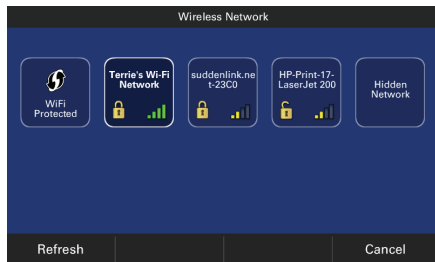 Wireless Network
WiFi
Protected
Terrie's Wi-Fi
Network
suddenlink.ne
t-23C0
HP-Print-17-
LaserJet 200
Hidden
Network
Refresh
Cancel